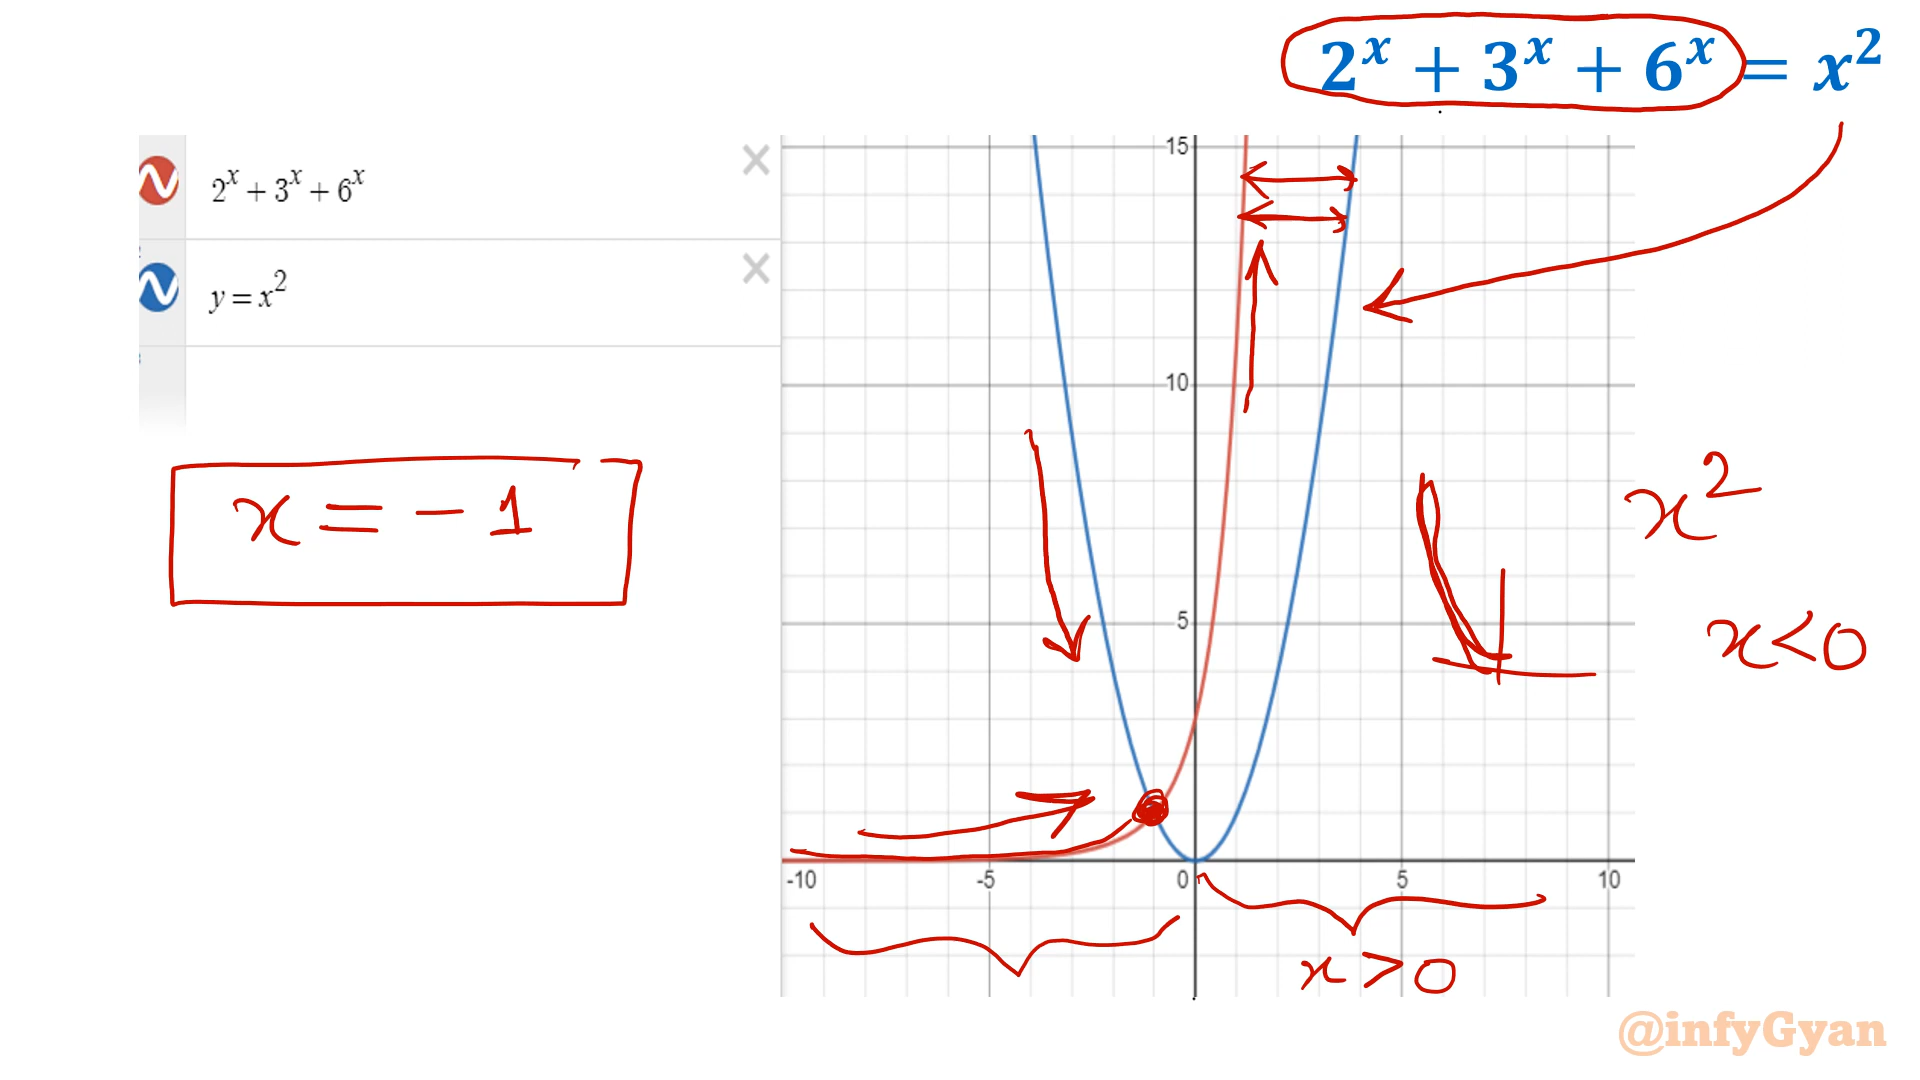 2^x + 3^x + 6^x = x^2
2^x + 3^x + 6^x
y = x^2
x = - 1
15
10
5
-10 -5 0 5 10
x^2
x < 0
x > 0
@infyGyan